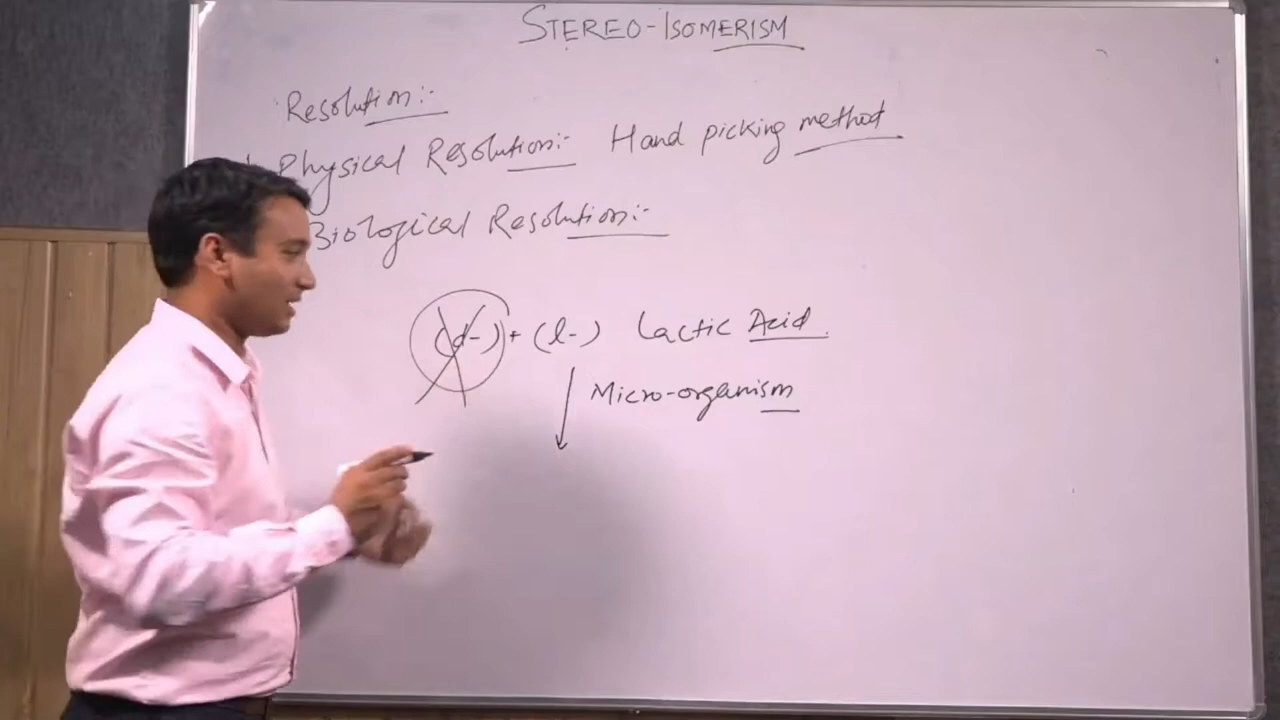 STEREO-ISOMERISM
Resolution:-
Physical Resolution:- Hand picking method
Biological Resolution:-
(d-) + (l-) Lactic Acid.
Micro-organism